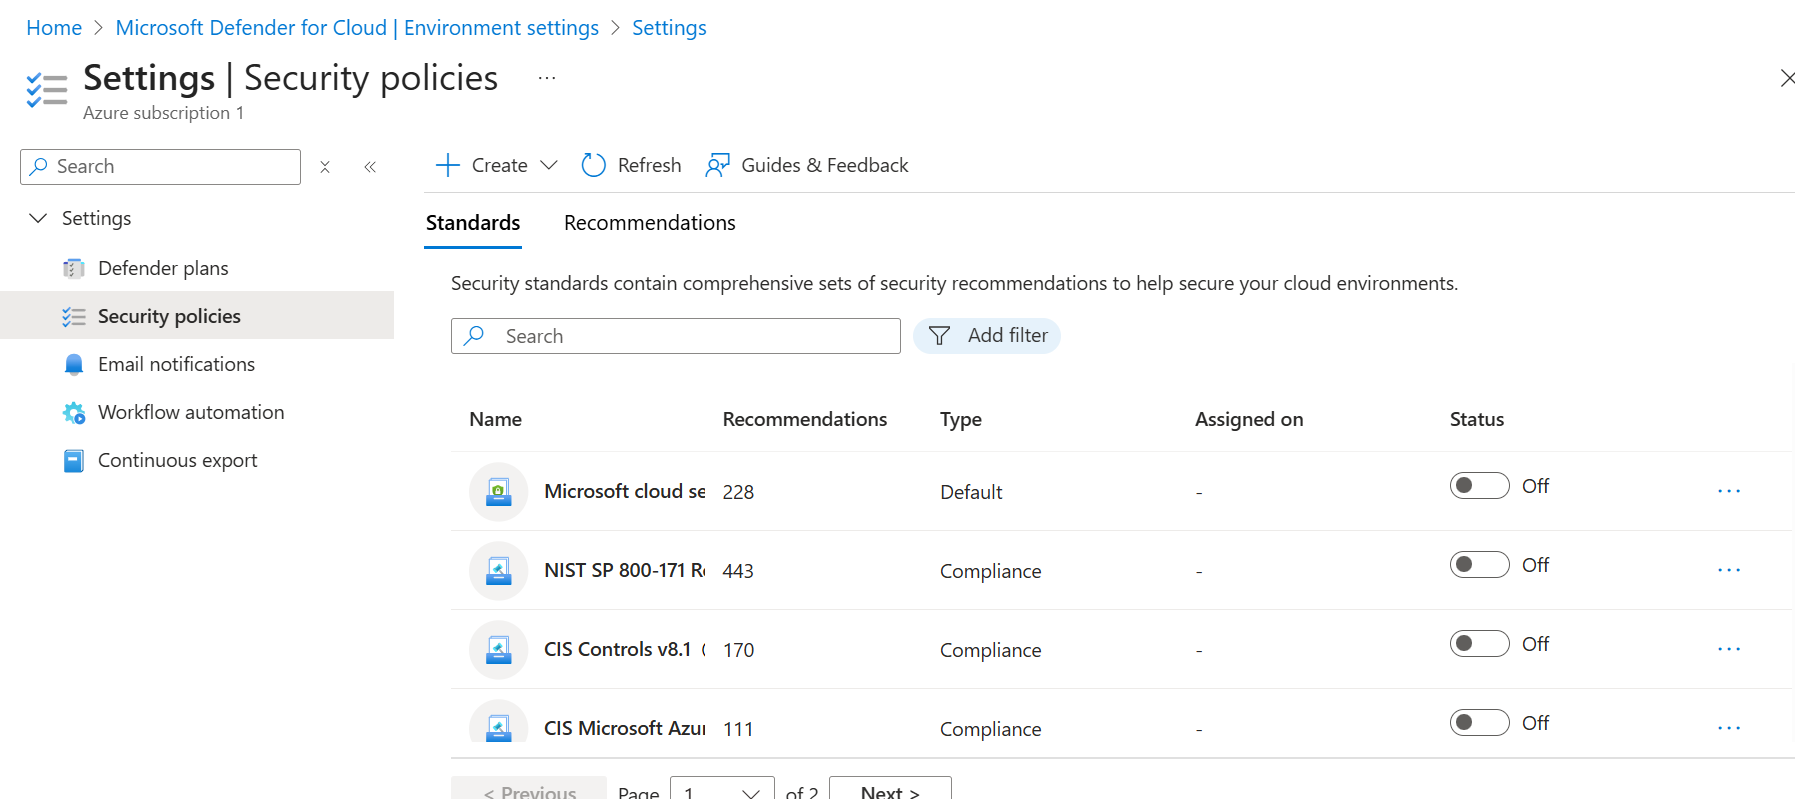 Home > Microsoft Defender for Cloud | Environment settings > Settings
Settings | Security policies ...
Azure subscription 1
Search
Settings
Defender plans
Security policies
Email notifications
Workflow automation
Continuous export
Create
Refresh
Guides & Feedback
Standards
Recommendations
Security standards contain comprehensive sets of security recommendations to help secure your cloud environments.
Search
Add filter
Name Recommendations Type Assigned on Status
Microsoft cloud se 228 Default - Off ...
NIST SP 800-171 Re 443 Compliance - Off ...
CIS Controls v8.1 170 Compliance - Off ...
CIS Microsoft Azur 111 Compliance - Off ...
< Previous Page 1 of 2 Next >